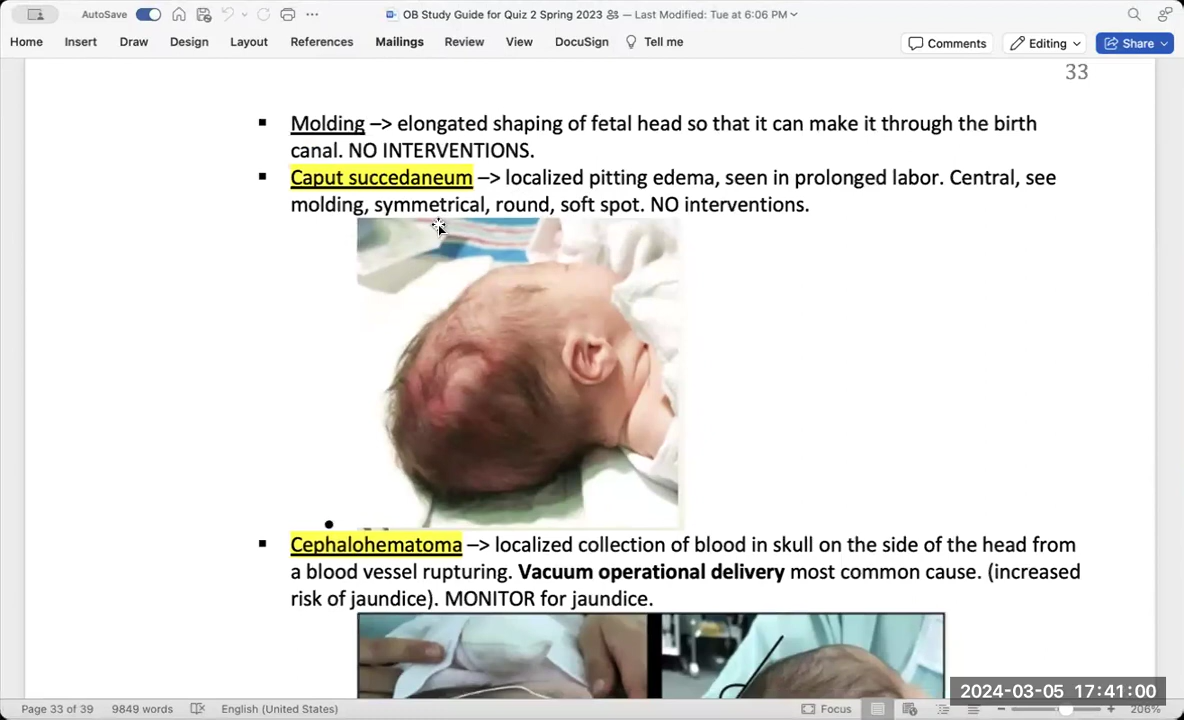 AutoSave
OB Study Guide for Quiz 2 Spring 2023 — Last Modified: Tue at 6:06 PM
Home Insert Draw Design Layout References Mailings Review View DocuSign Tell me Comments Editing Share
33
▪ Molding –> elongated shaping of fetal head so that it can make it through the birth
canal. NO INTERVENTIONS.
▪ Caput succedaneum –> localized pitting edema, seen in prolonged labor. Central, see
molding, symmetrical, round, soft spot. NO interventions.
▪ Cephalohematoma –> localized collection of blood in skull on the side of the head from
a blood vessel rupturing. Vacuum operational delivery most common cause. (increased
risk of jaundice). MONITOR for jaundice.
2024-03-05 17:41:00
Page 33 of 39 9849 words English (United States) Focus 206%